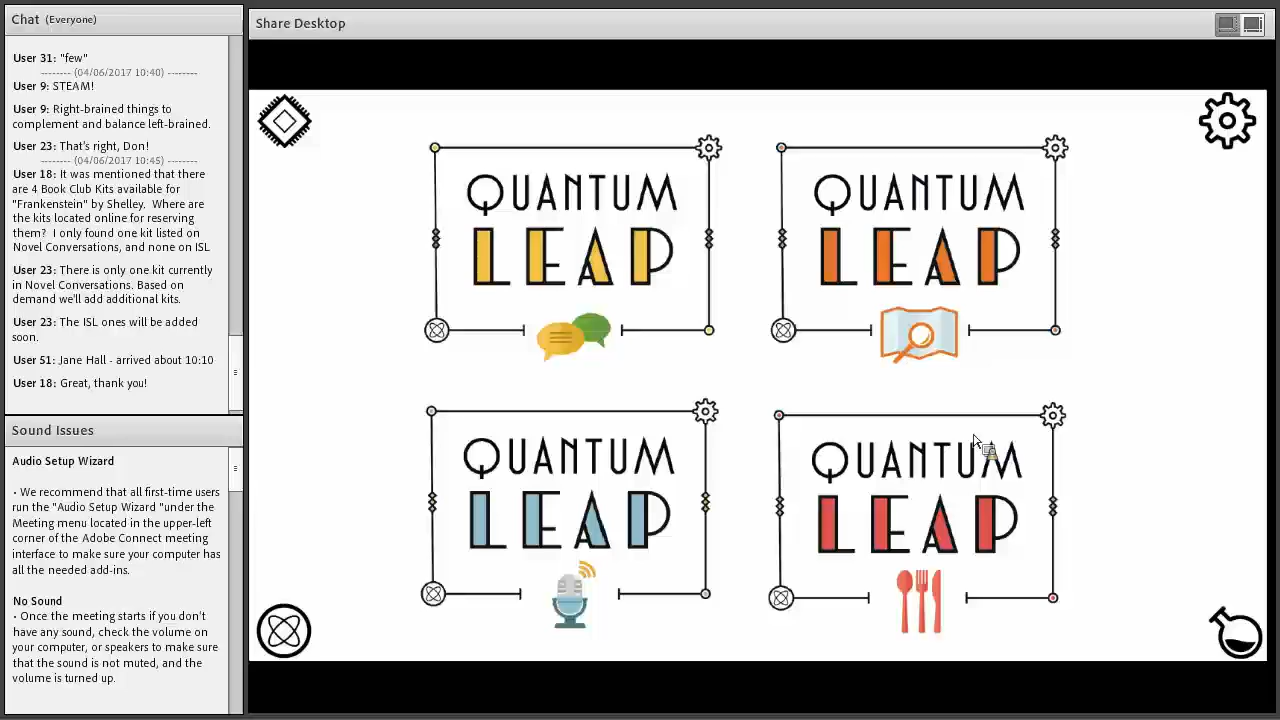 Chat (Everyone)
User 31: "few"
-------- (04/06/2017 10:40) --------
User 9: STEAM!
User 9: Right-brained things to
complement and balance left-brained.
User 23: That's right, Don!
-------- (04/06/2017 10:45) --------
User 18: It was mentioned that there
are 4 Book Club Kits available for
"Frankenstein" by Shelley. Where are
the kits located online for reserving
them? I only found one kit listed on
Novel Conversations, and none on ISL
User 23: There is only one kit currently
in Novel Conversations. Based on
demand we'll add additional kits.
User 23: The ISL ones will be added
soon.
User 51: Jane Hall - arrived about 10:10
User 18: Great, thank you!
Sound Issues
Audio Setup Wizard
• We recommend that all first-time users
run the "Audio Setup Wizard "under the
Meeting menu located in the upper-left
corner of the Adobe Connect meeting
interface to make sure your computer has
all the needed add-ins.
No Sound
• Once the meeting starts if you don't
have any sound, check the volume on
your computer, or speakers to make sure
that the sound is not muted, and the
volume is turned up.
Share Desktop
QUANTUM
LEAP
QUANTUM
LEAP
QUANTUM
LEAP
QUANTUM
LEAP